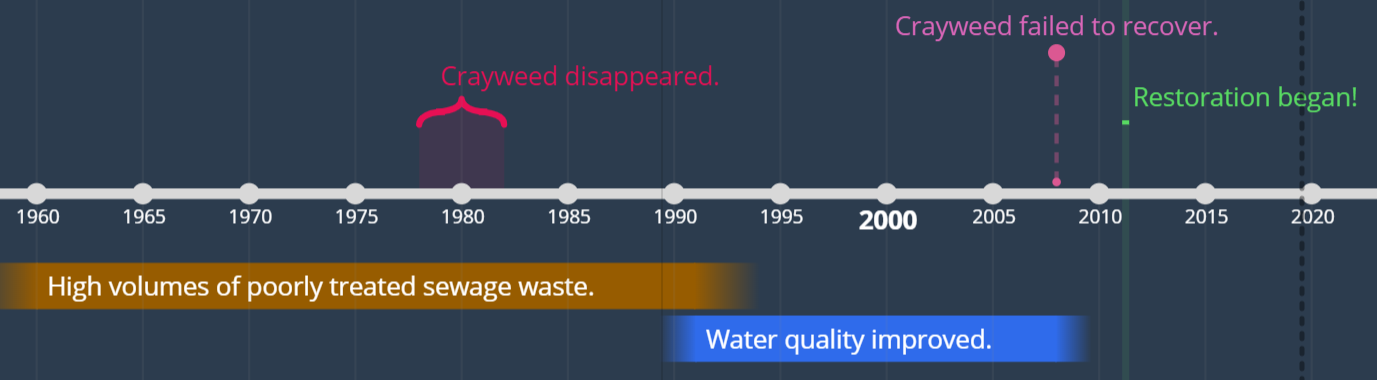 Crayweed failed to recover.
Crayweed disappeared.
Restoration began!
1960 1965 1970 1975 1980 1985 1990 1995 2000 2005 2010 2015 2020
High volumes of poorly treated sewage waste.
Water quality improved.